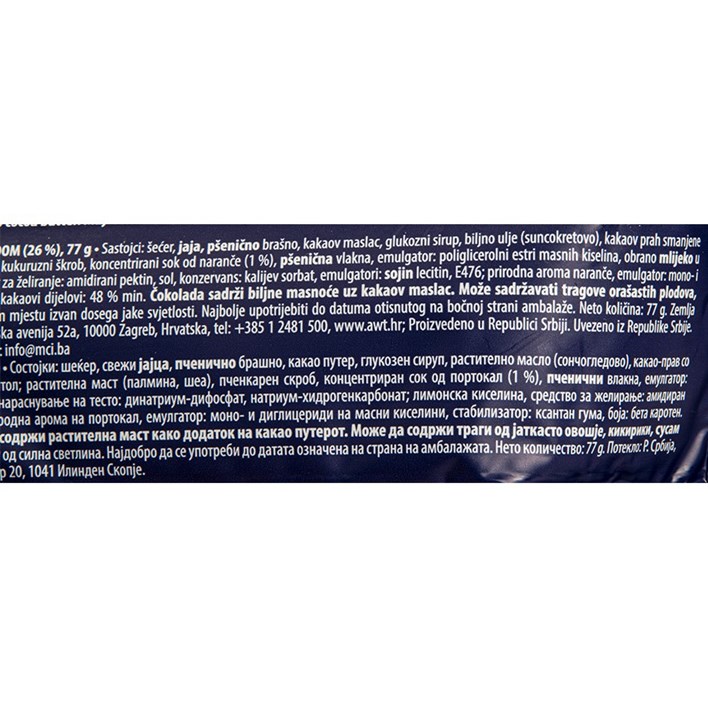 DOM (26 %), 77 g • Sastojci: šećer, jaja, pšenično brašno, kakaov maslac, glukozni sirup, biljno ulje (suncokretovo), kakaov prah smanjene
kukuruzni škrob, koncentrirani sok od naranče (1 %), pšenična vlakna, emulgator: poliglicerolni estri masnih kiselina, obrano mlijeko u
za želiranje: amidirani pektin, sol, konzervans: kalijev sorbat, emulgatori: sojin lecitin, E476; prirodna aroma naranče, emulgator: mono- i
kakaovi dijelovi: 48 % min. Čokolada sadrži biljne masnoće uz kakaov maslac. Može sadržavati tragove orašastih plodova,
m mjestu izvan dosega jake svjetlosti. Najbolje upotrijebiti do datuma otisnutog na bočnoj strani ambalaže. Neto količina: 77 g. Zemlja
ska avenija 52a, 10000 Zagreb, Hrvatska, tel: +385 1 2481 500, www.awt.hr; Proizvedeno u Republici Srbiji. Uvezeno iz Republike Srbije.
: info@mci.ba
• Состојки: шеќер, свежи јајца, пченично брашно, какао путер, глукозен сируп, растително масло (сончогледово), какао-прав со
тол; растителна маст (палмина, шеа), пченкарен скроб, концентриран сок од портокал (1 %), пченични влакна, емулгатор:
нараснување на тесто: динатриум-дифосфат, натриум-хидрогенкарбонат; лимонска киселина, средство за желирање: амидиран
родна арома на портокал, емулгатор: моно- и диглицериди на масни киселини, стабилизатор: ксантан гума, боја: бета каротен.
содржи растителна маст како додаток на какао путерот. Може да содржи траги од јаткасто овошје, кикирики, сусам
од силна светлина. Најдобро да се употреби до датата означена на страна на амбалажата. Нето количество: 77 g. Потекло: Р. Србија,
р 20, 1041 Илинден Скопје.